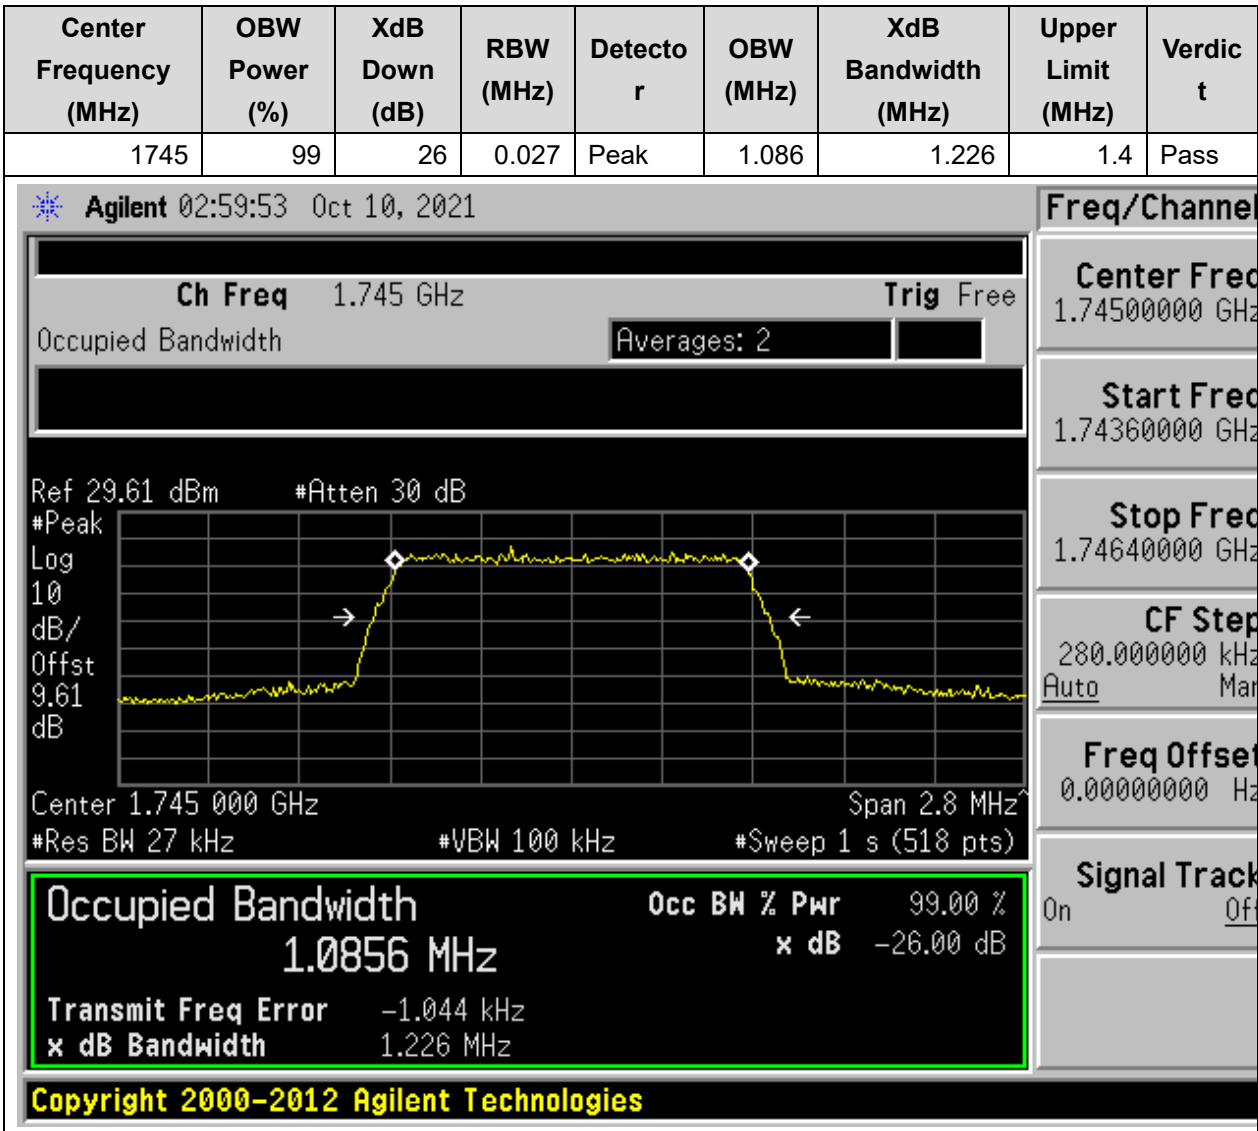 Center Frequency (MHz) OBW Power (%) XdB Down (dB) RBW (MHz) Detecto r OBW (MHz) XdB Bandwidth (MHz) Upper Limit (MHz) Verdic t
1745 99 26 0.027 Peak 1.086 1.226 1.4 Pass
Agilent 02:59:53 Oct 10, 2021
Freq/Channel
Ch Freq 1.745 GHz Trig Free
Occupied Bandwidth Averages: 2
Center Freq
1.74500000 GHz
Start Freq
1.74360000 GHz
Stop Freq
1.74640000 GHz
CF Step
280.000000 kHz
Auto Man
Freq Offset
0.00000000 Hz
Signal Track
On Off
Ref 29.61 dBm #Atten 30 dB
#Peak
Log
10
dB/
Offst
9.61
dB
Center 1.745 000 GHz Span 2.8 MHz^
#Res BW 27 kHz #VBW 100 kHz #Sweep 1 s (518 pts)
Occupied Bandwidth Occ BW % Pwr 99.00 %
1.0856 MHz x dB -26.00 dB
Transmit Freq Error -1.044 kHz
x dB Bandwidth 1.226 MHz
Copyright 2000-2012 Agilent Technologies